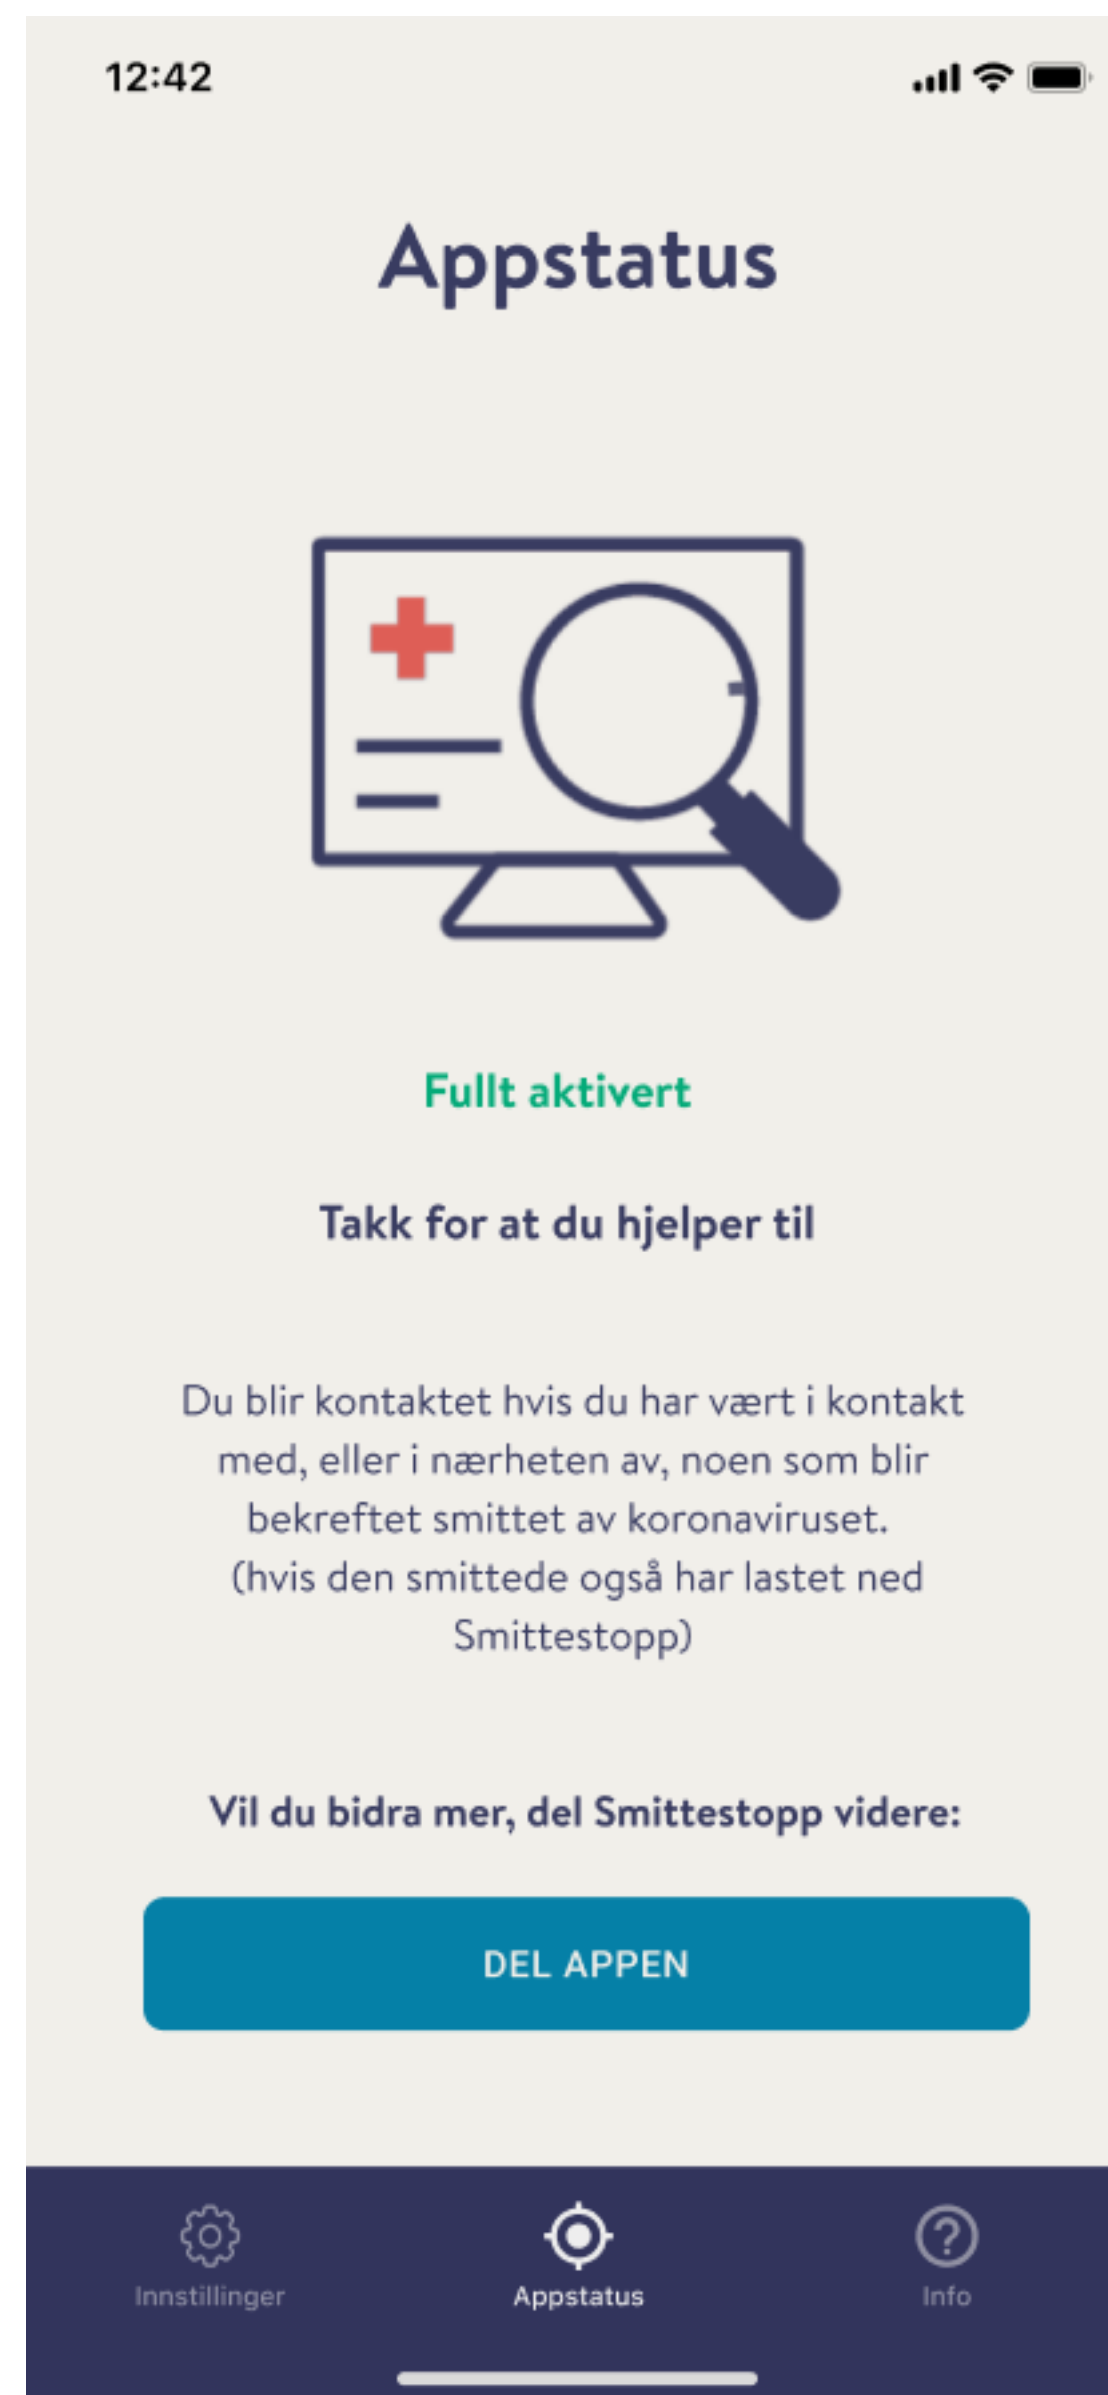 12:42
Appstatus
Fullt aktivert
Takk for at du hjelper til
Du blir kontaktet hvis du har vært i kontakt
med, eller i nærheten av, noen som blir
bekreftet smittet av koronaviruset.
(hvis den smittede også har lastet ned
Smittestopp)
Vil du bidra mer, del Smittestopp videre:
DEL APPEN
Innstillinger
Appstatus
Info